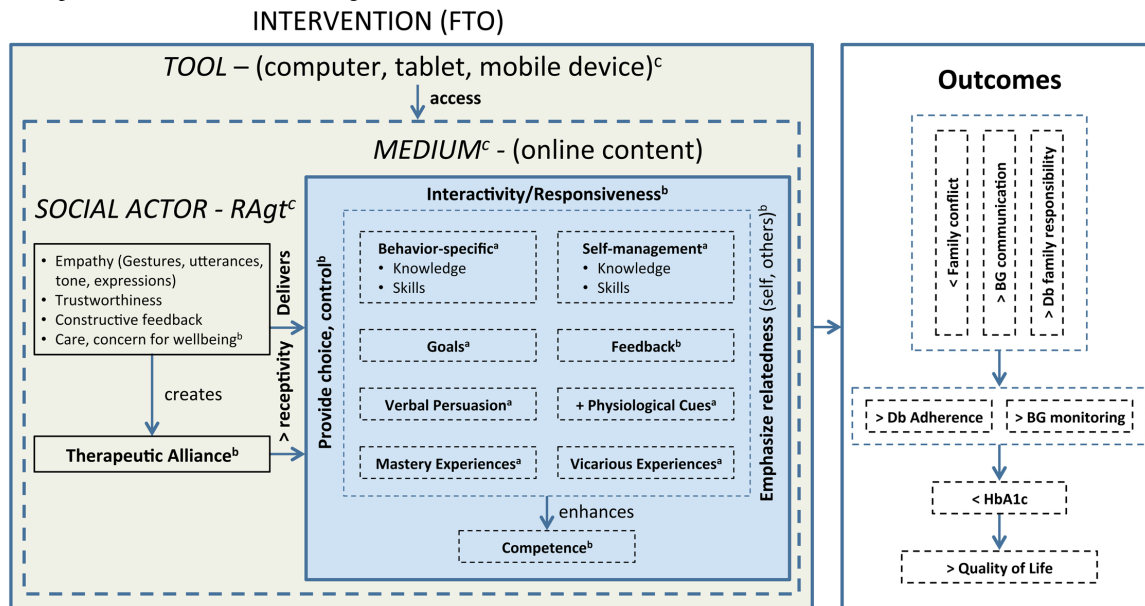 INTERVENTION (FTO)
TOOL – (computer, tablet, mobile device)ᶜ
access
MEDIUMᶜ - (online content)
SOCIAL ACTOR - RAgtᶜ
• Empathy (Gestures, utterances,
tone, expressions)
• Trustworthiness
• Constructive feedback
• Care, concern for wellbeingᵇ
creates
Therapeutic Allianceᵇ
Delivers
> receptivity
Interactivity/Responsivenessᵇ
Provide choice, controlᵇ
Behavior-specificᵃ
• Knowledge
• Skills
Self-managementᵃ
• Knowledge
• Skills
Goalsᵃ
Feedbackᵇ
Verbal Persuasionᵃ
+ Physiological Cuesᵃ
Mastery Experiencesᵃ
Vicarious Experiencesᵃ
Emphasize relatedness (self, others)ᵇ
enhances
Competenceᵇ
Outcomes
< Family conflict
> BG communication
> Db family responsibility
> Db Adherence
> BG monitoring
< HbA1c
> Quality of Life